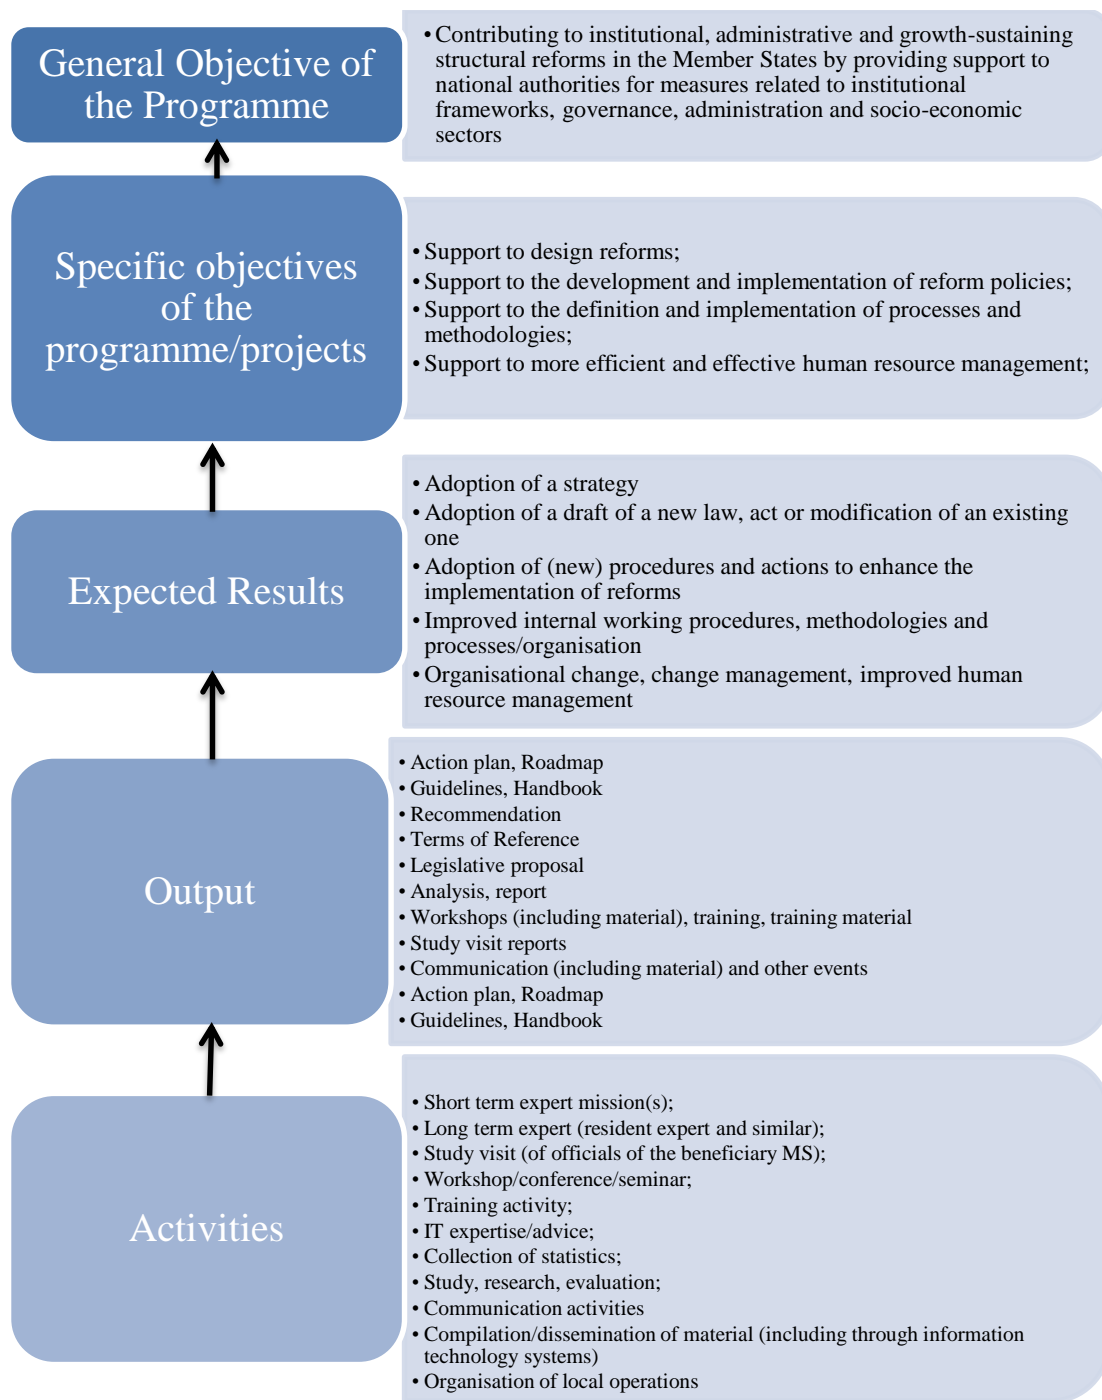 General Objective of
the Programme
• Contributing to institutional, administrative and growth-sustaining
structural reforms in the Member States by providing support to
national authorities for measures related to institutional
frameworks, governance, administration and socio-economic
sectors
Specific objectives
of the
programme/projects
• Support to design reforms;
• Support to the development and implementation of reform policies;
• Support to the definition and implementation of processes and
methodologies;
• Support to more efficient and effective human resource management;
Expected Results
• Adoption of a strategy
• Adoption of a draft of a new law, act or modification of an existing
one
• Adoption of (new) procedures and actions to enhance the
implementation of reforms
• Improved internal working procedures, methodologies and
processes/organisation
• Organisational change, change management, improved human
resource management
Output
• Action plan, Roadmap
• Guidelines, Handbook
• Recommendation
• Terms of Reference
• Legislative proposal
• Analysis, report
• Workshops (including material), training, training material
• Study visit reports
• Communication (including material) and other events
• Action plan, Roadmap
• Guidelines, Handbook
Activities
• Short term expert mission(s);
• Long term expert (resident expert and similar);
• Study visit (of officials of the beneficiary MS);
• Workshop/conference/seminar;
• Training activity;
• IT expertise/advice;
• Collection of statistics;
• Study, research, evaluation;
• Communication activities
• Compilation/dissemination of material (including through information
technology systems)
• Organisation of local operations